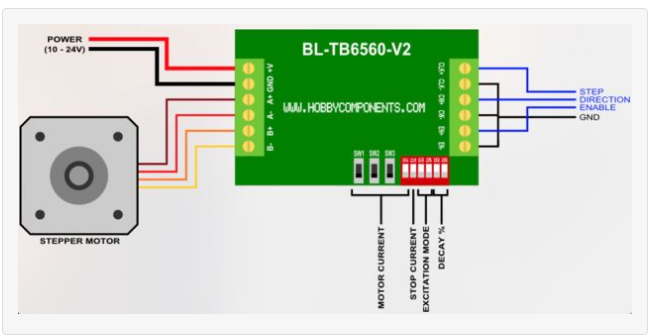 BL-TB6560-V2
POWER
(10 - 24V)
+V
GND
A+
A-
B+
B-
WWW.HOBBYCOMPONENTS.COM
CLK+
CLK-
CW+
CW-
EN+
EN-
STEP
DIRECTION
ENABLE
GND
SW1 SW2 SW3
STEPPER MOTOR
MOTOR CURRENT
STOP CURRENT
EXCITATION MODE
DECAY %